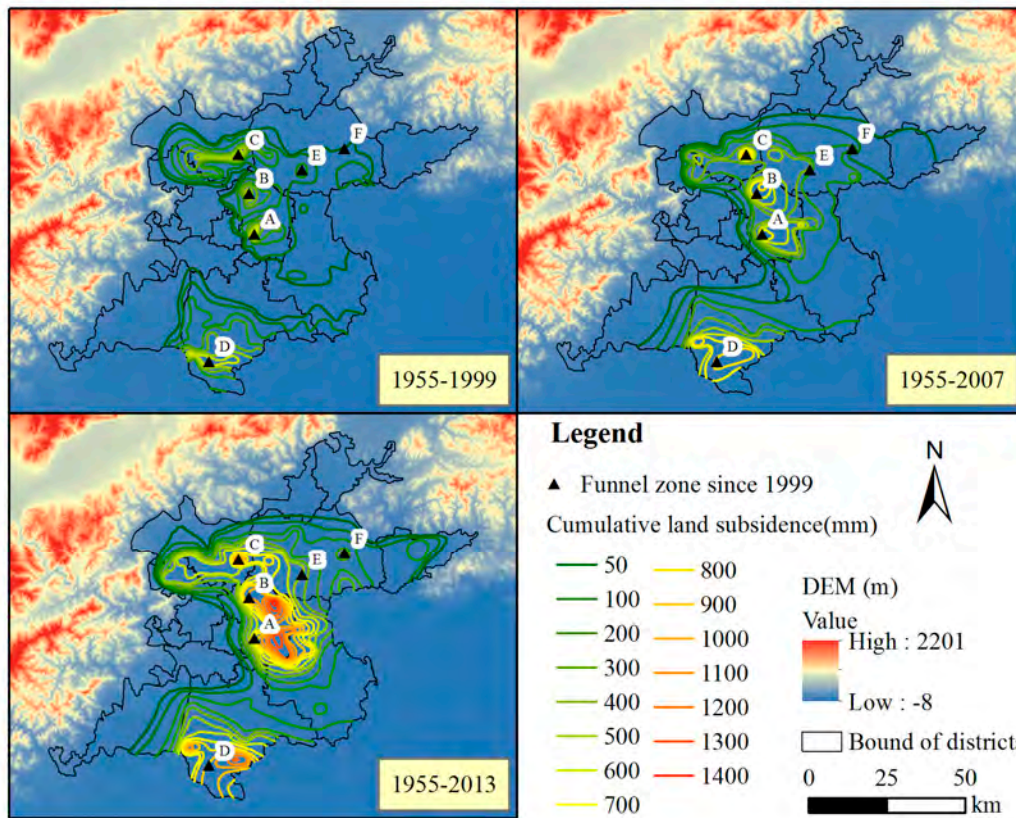 C
F
E
B
A
D
1955-1999
C
F
E
B
A
D
1955-2007
C
F
E
B
A
D
1955-2013
Legend
N
Funnel zone since 1999
Cumulative land subsidence(mm)
50
100
200
300
400
500
600
700
800
900
1000
1100
1200
1300
1400
DEM (m)
Value
High : 2201
Low : -8
Bound of districts
0 25 50
km